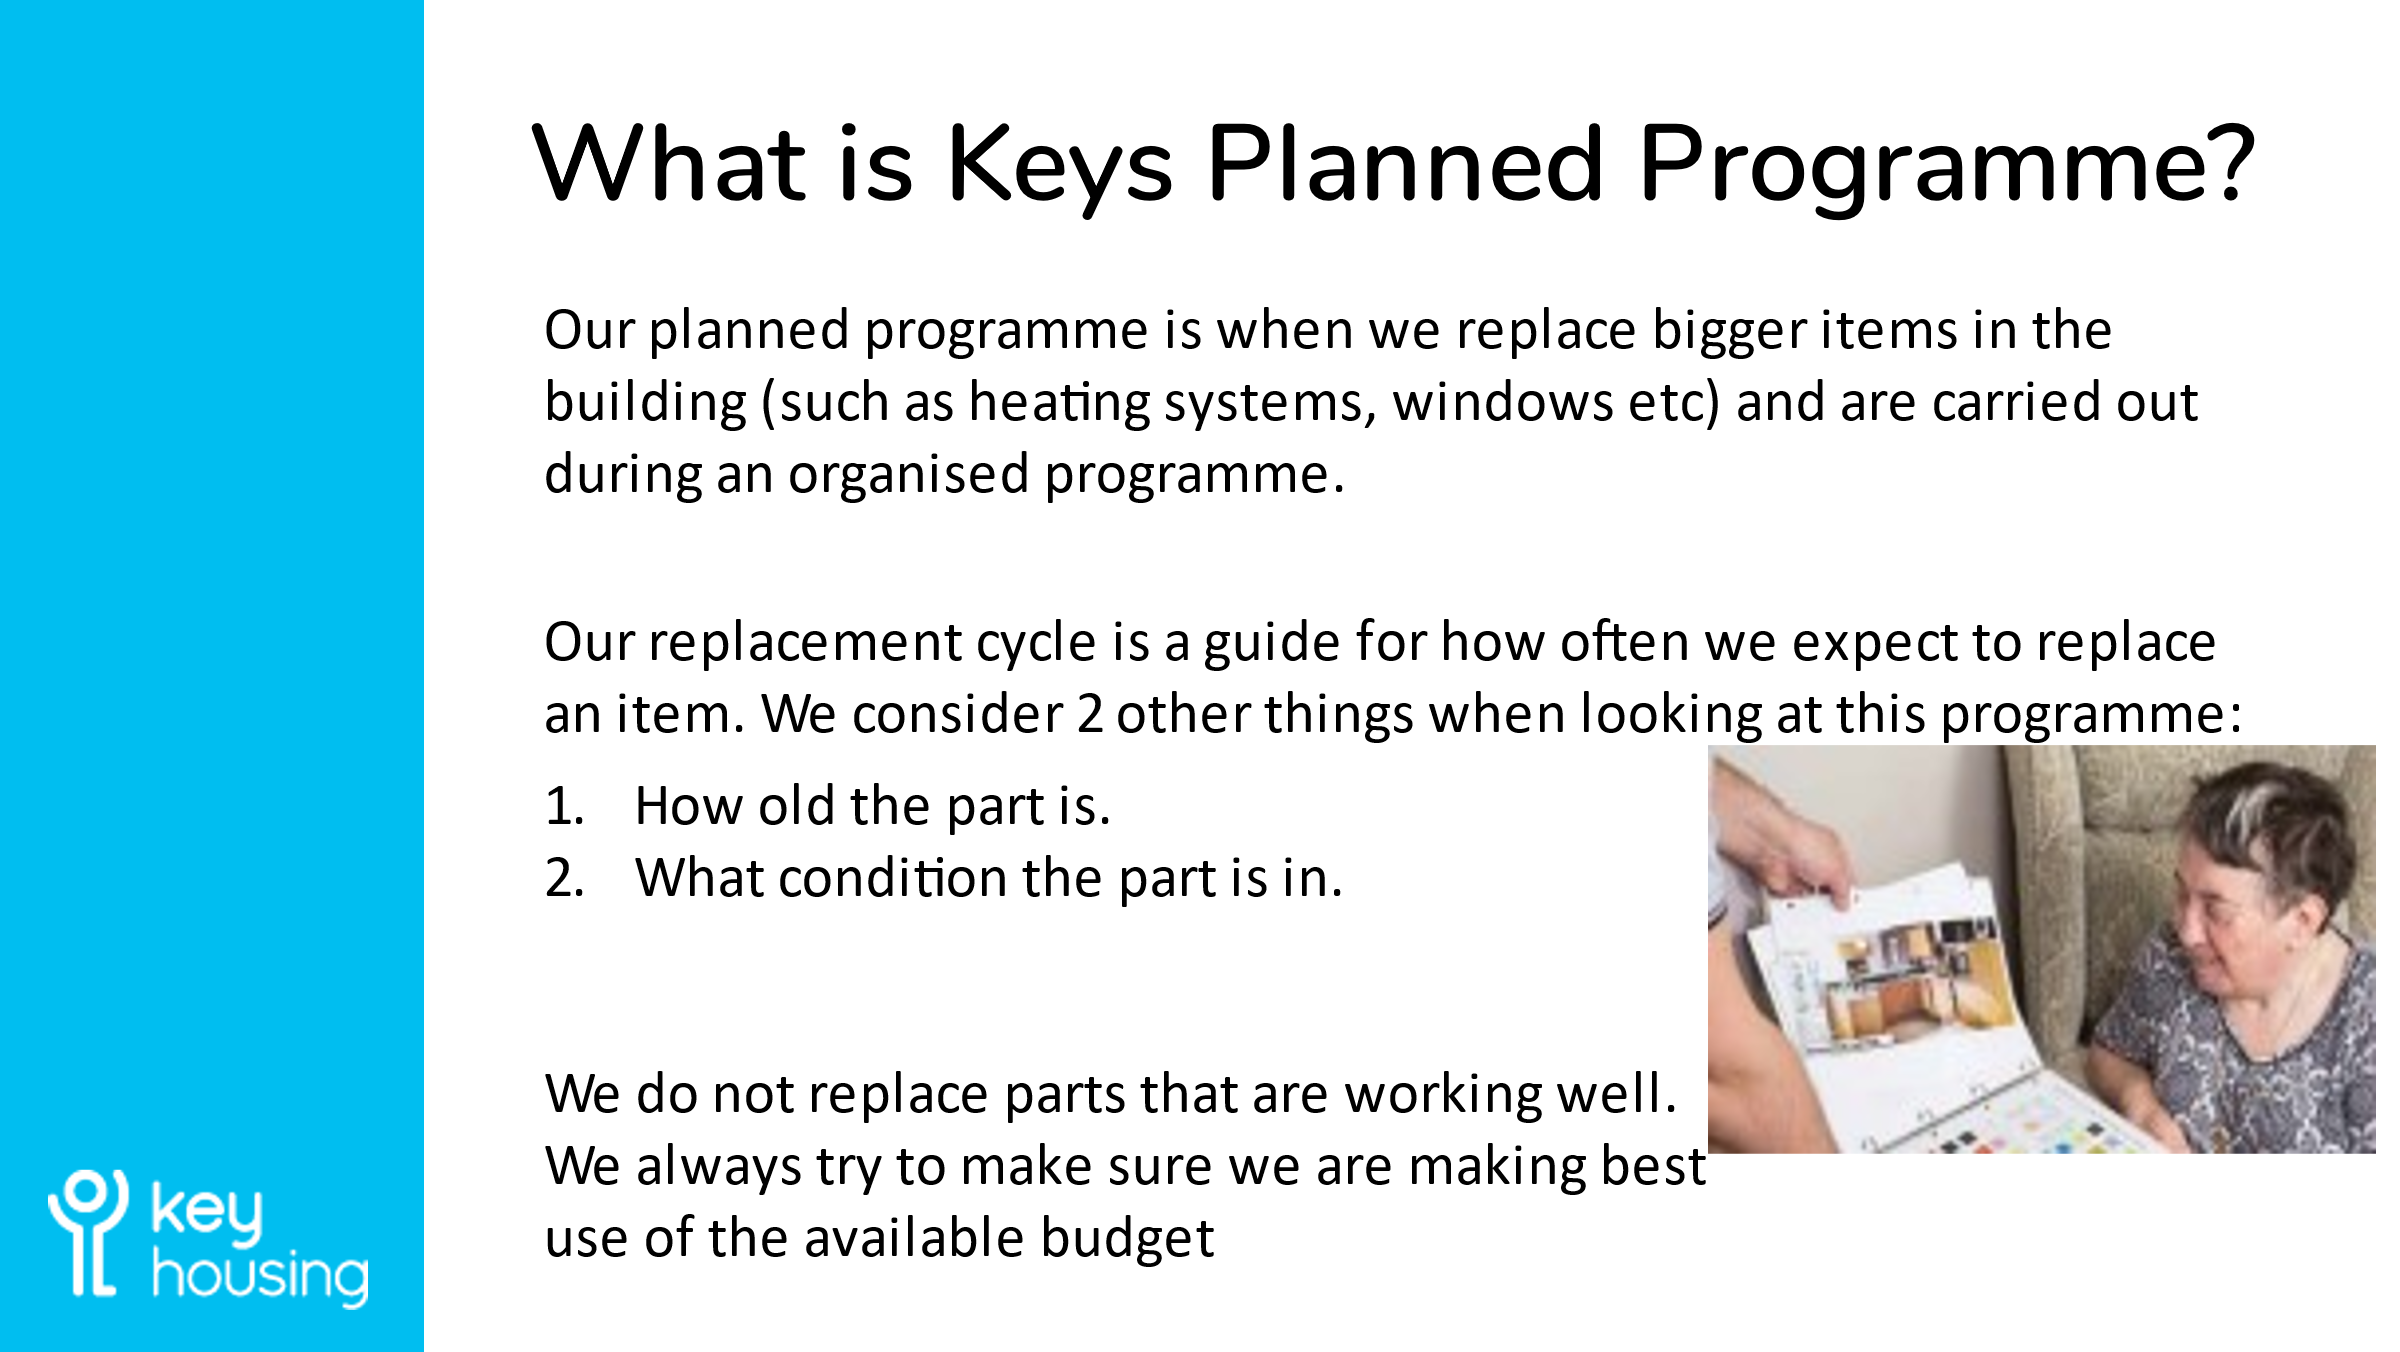 What is Keys Planned Programme?
Our planned programme is when we replace bigger items in the
building (such as heating systems, windows etc) and are carried out
during an organised programme.
Our replacement cycle is a guide for how often we expect to replace
an item. We consider 2 other things when looking at this programme:
1. How old the part is.
2. What condition the part is in.
We do not replace parts that are working well.
We always try to make sure we are making best
use of the available budget
key
housing